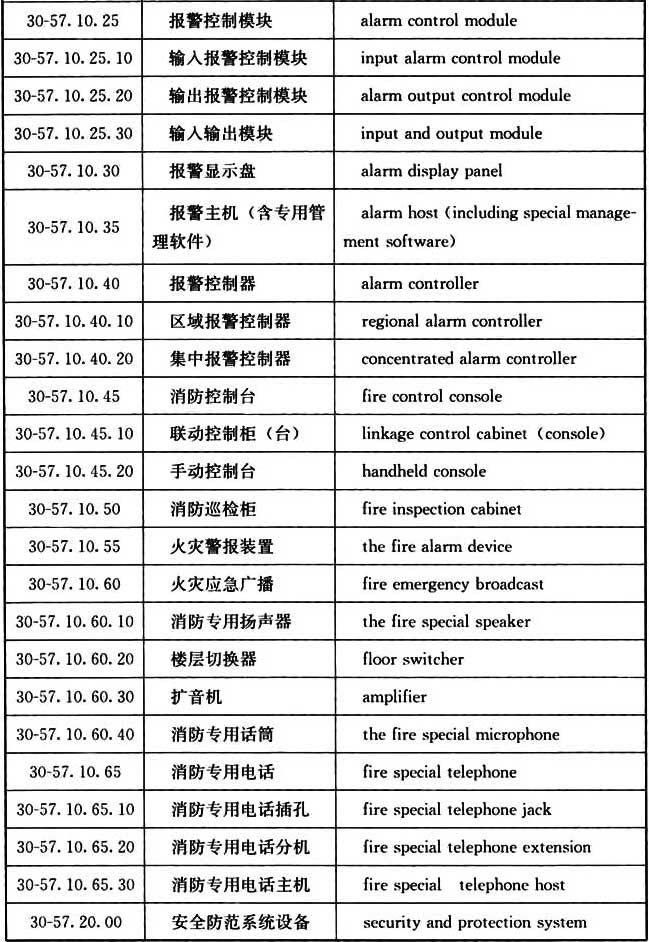 30-57.10.25 报警控制模块 alarm control module
30-57.10.25.10 输入报警控制模块 input alarm control module
30-57.10.25.20 输出报警控制模块 alarm output control module
30-57.10.25.30 输入输出模块 input and output module
30-57.10.30 报警显示盘 alarm display panel
30-57.10.35 报警主机（含专用管理软件） alarm host (including special manage-
ment software)
30-57.10.40 报警控制器 alarm controller
30-57.10.40.10 区域报警控制器 regional alarm controller
30-57.10.40.20 集中报警控制器 concentrated alarm controller
30-57.10.45 消防控制台 fire control console
30-57.10.45.10 联动控制柜（台） linkage control cabinet (console)
30-57.10.45.20 手动控制台 handheld console
30-57.10.50 消防巡检柜 fire inspection cabinet
30-57.10.55 火灾警报装置 the fire alarm device
30-57.10.60 火灾应急广播 fire emergency broadcast
30-57.10.60.10 消防专用扬声器 the fire special speaker
30-57.10.60.20 楼层切换器 floor switcher
30-57.10.60.30 扩音机 amplifier
30-57.10.60.40 消防专用话筒 the fire special microphone
30-57.10.65 消防专用电话 fire special telephone
30-57.10.65.10 消防专用电话插孔 fire special telephone jack
30-57.10.65.20 消防专用电话分机 fire special telephone extension
30-57.10.65.30 消防专用电话主机 fire special telephone host
30-57.20.00 安全防范系统设备 security and protection system